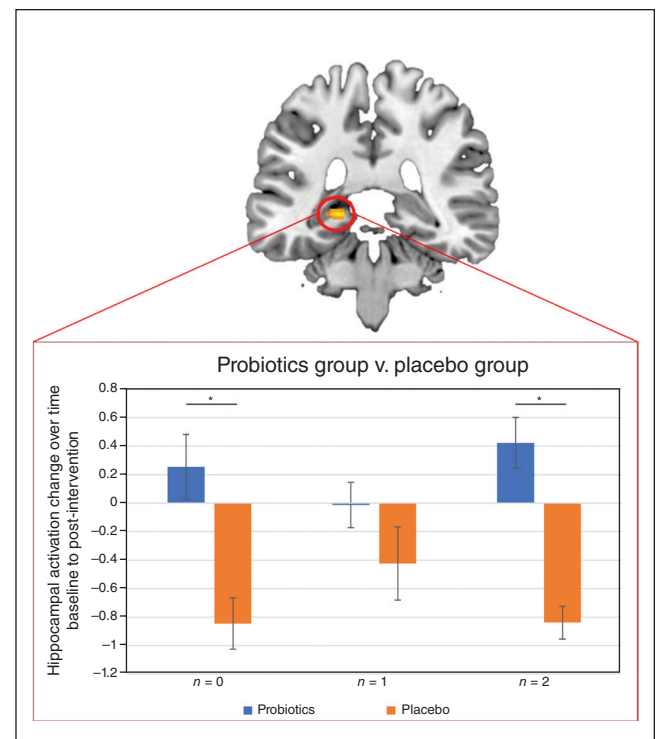 Probiotics group v. placebo group
Hippocampal activation change over time
baseline to post-intervention
0.8
0.6
0.4
0.2
0
–0.2
–0.4
–0.6
–0.8
–1
–1.2
*
*
n = 0
n = 1
n = 2
Probiotics
Placebo